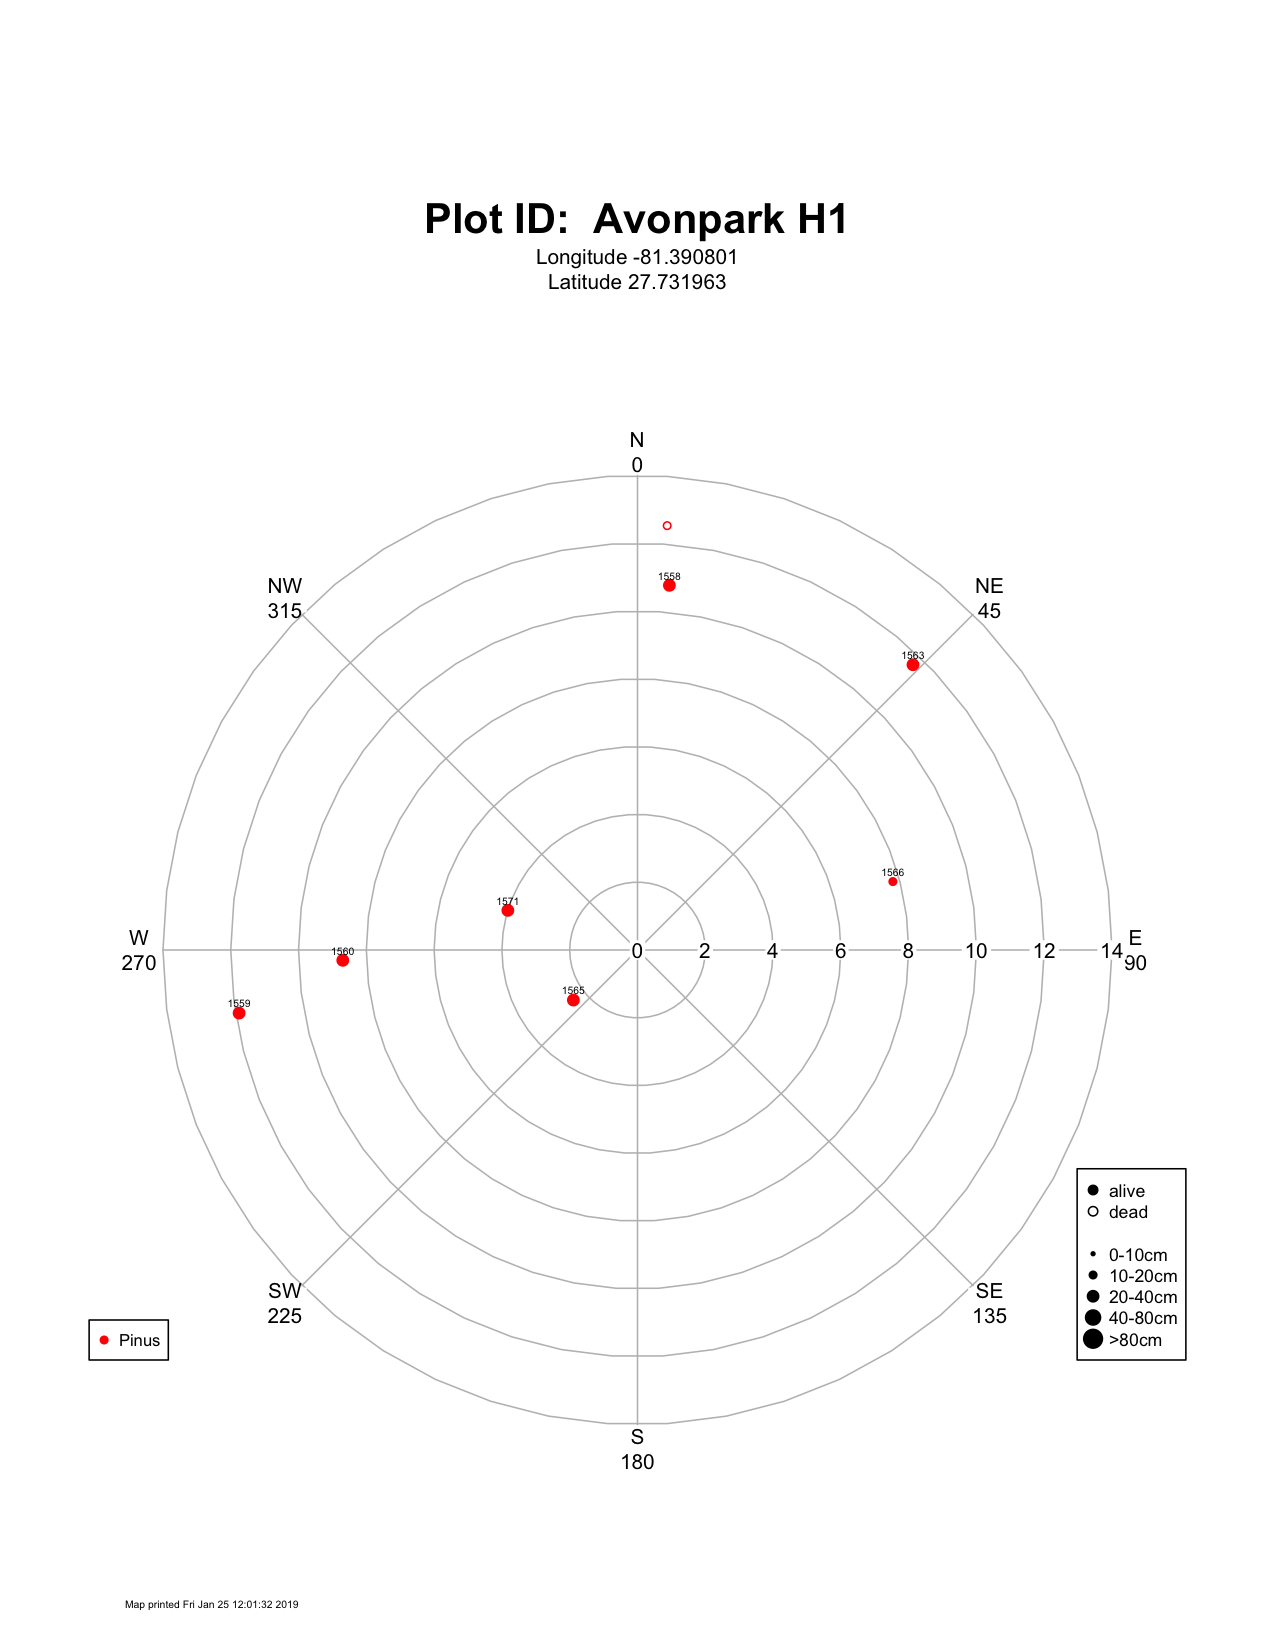 Plot ID:  Avonpark H1
Longitude -81.390801
Latitude 27.731963
N
0
1558
NW
315
NE
45
1563
1566
1571
W
270
1560
0 2 4 6 8 10 12 14
E
90
1565
1559
alive
dead
0-10cm
10-20cm
20-40cm
40-80cm
>80cm
SW
225
SE
135
Pinus
S
180
Map printed Fri Jan 25 12:01:32 2019